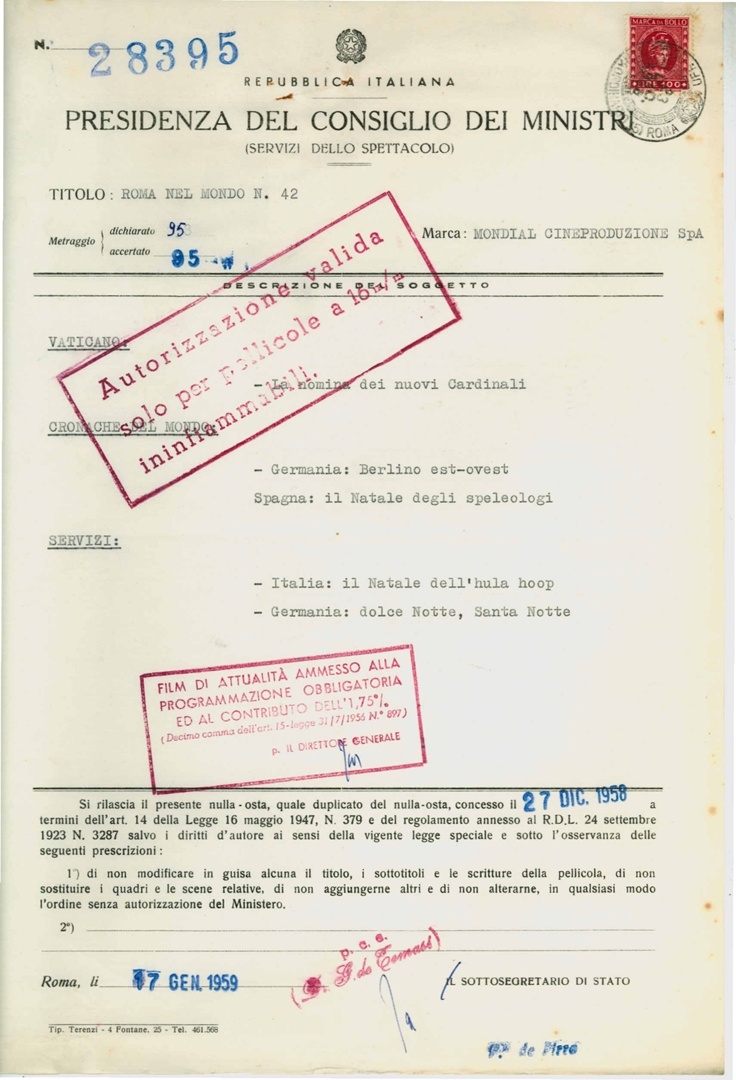 N. 28395
REPUBBLICA ITALIANA
MARCA DA BOLLO
LIRE 100
PRESIDENZA DEL CONSIGLIO DEI MINISTRI
(SERVIZI DELLO SPETTACOLO)
TITOLO: ROMA NEL MONDO N. 42
Metraggio
dichiarato 95
accertato 95
Marca: MONDIAL CINEPRODUZIONE SpA
DESCRIZIONE DEL SOGGETTO
Autorizzazione valida
solo per pellicole a 16 m/m
ininfiammabili.
VATICANO:
- La nomina dei nuovi Cardinali
CRONACHE DEL MONDO:
- Germania: Berlino est-ovest
Spagna: il Natale degli speleologi
SERVIZI:
- Italia: il Natale dell'hula hoop
- Germania: dolce Notte, Santa Notte
FILM DI ATTUALITÀ AMMESSO ALLA
PROGRAMMAZIONE OBBLIGATORIA
ED AL CONTRIBUTO DELL'1,75%
(Decimo comma dell'art. 15-legge 31/7/1956 N.° 897)
p. IL DIRETTORE GENERALE
Si rilascia il presente nulla-osta, quale duplicato del nulla-osta, concesso il 27 DIC. 1958 a
termini dell'art. 14 della Legge 16 maggio 1947, N. 379 e del regolamento annesso al R.D.L. 24 settembre
1923 N. 3287 salvo i diritti d'autore ai sensi della vigente legge speciale e sotto l'osservanza delle
seguenti prescrizioni:
1°) di non modificare in guisa alcuna il titolo, i sottotitoli e le scritture della pellicola, di non
sostituire i quadri e le scene relative, di non aggiungerne altri e di non alterarne, in qualsiasi modo
l'ordine senza autorizzazione del Ministero.
2°)
p. c. c.
(D. G. de Tomasi)
Roma, li 17 GEN. 1959
IL SOTTOSEGRETARIO DI STATO
Tip. Terenzi - 4 Fontane, 25 - Tel. 461.568
de Pirro